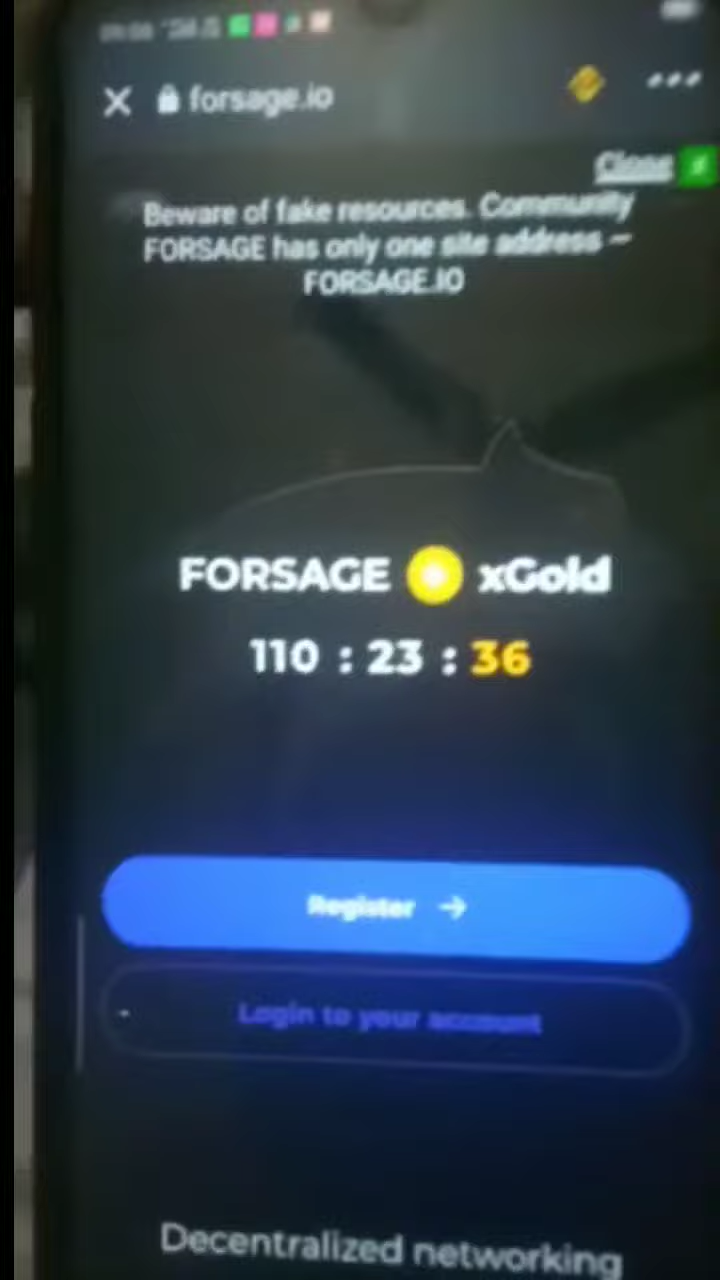 forsage.io
Close
Beware of fake resources. Community
FORSAGE has only one site address –
FORSAGE.IO
FORSAGE xGold
110 : 23 : 36
Register →
Login to your account
Decentralized networking